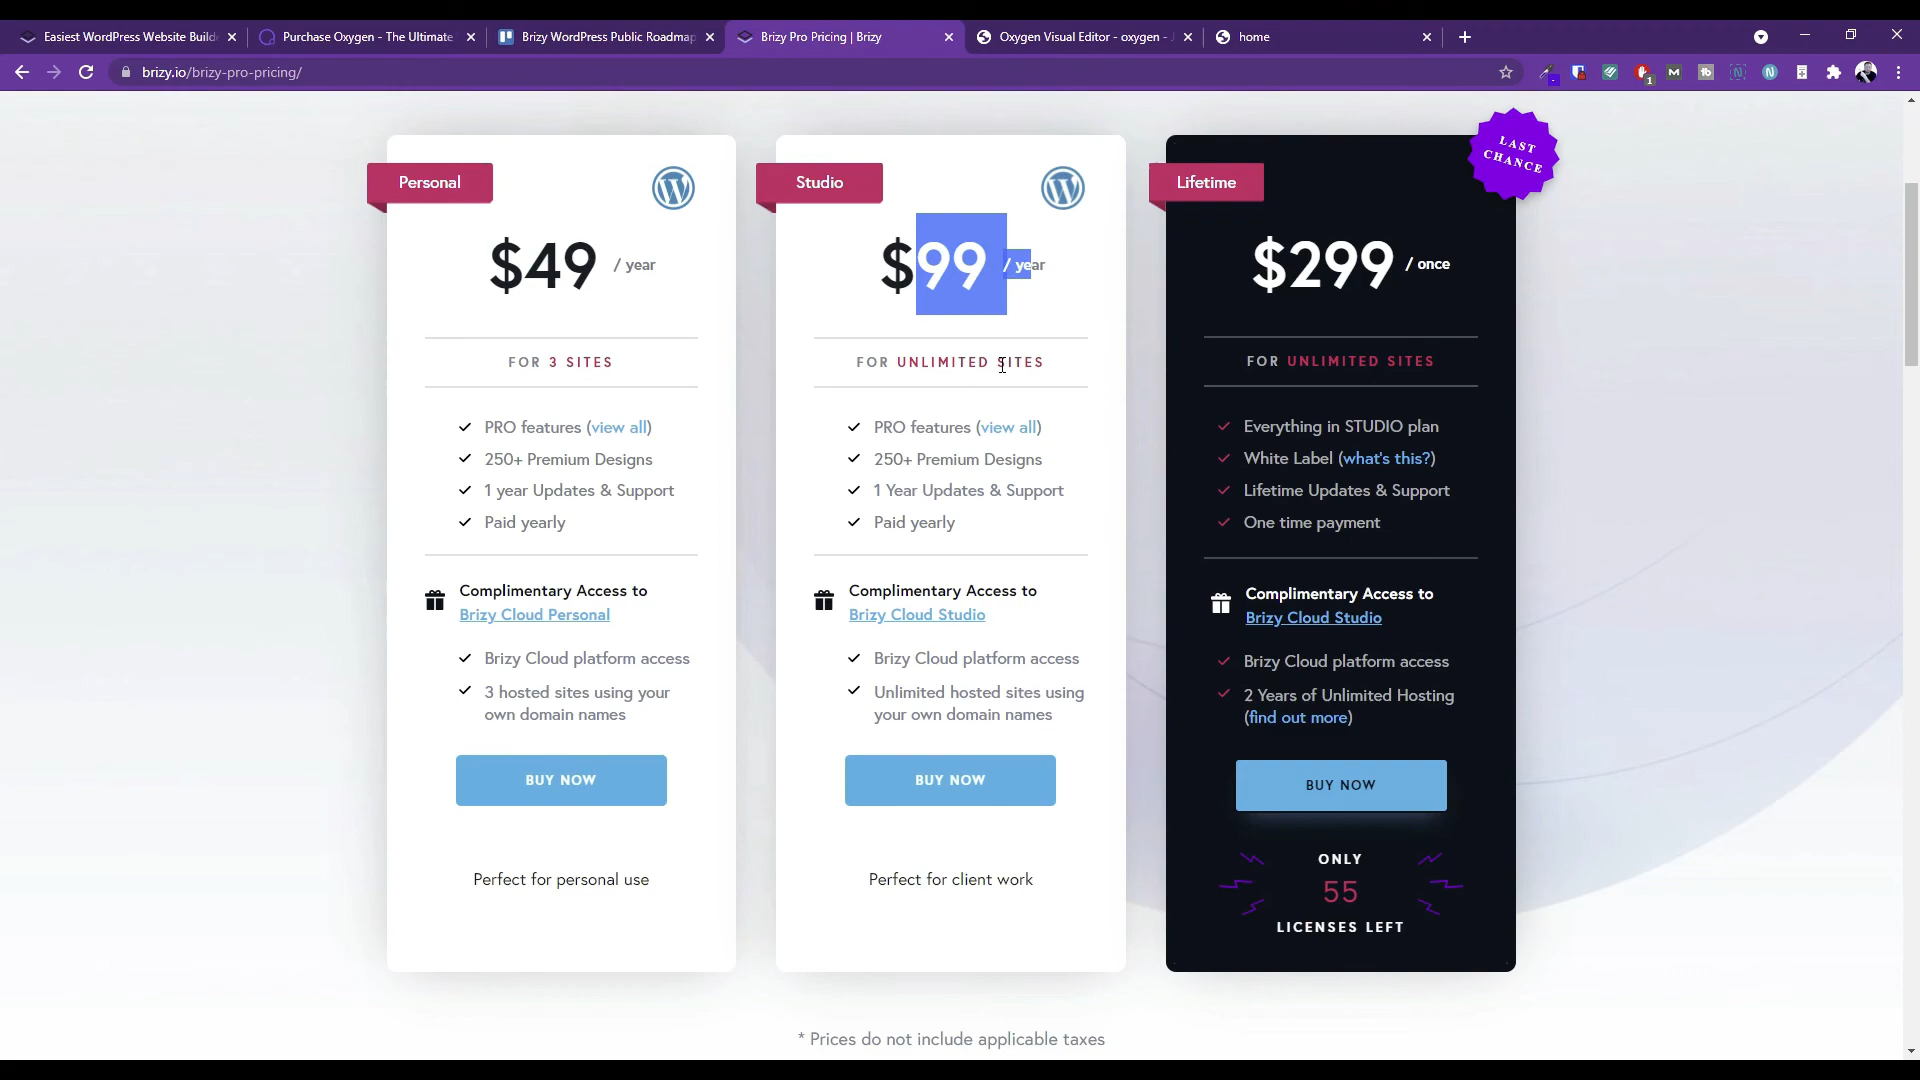 Easiest WordPress Website Builde
Purchase Oxygen - The Ultimate
Brizy WordPress Public Roadmap
Brizy Pro Pricing | Brizy
Oxygen Visual Editor - oxygen -
home
brizy.io/brizy-pro-pricing/
Personal
$49 / year
FOR 3 SITES
PRO features (view all)
250+ Premium Designs
1 year Updates & Support
Paid yearly
Complimentary Access to
Brizy Cloud Personal
Brizy Cloud platform access
3 hosted sites using your
own domain names
BUY NOW
Perfect for personal use
Studio
$99 / year
FOR UNLIMITED SITES
PRO features (view all)
250+ Premium Designs
1 Year Updates & Support
Paid yearly
Complimentary Access to
Brizy Cloud Studio
Brizy Cloud platform access
Unlimited hosted sites using
your own domain names
BUY NOW
Perfect for client work
LAST
CHANCE
Lifetime
$299 / once
FOR UNLIMITED SITES
Everything in STUDIO plan
White Label (what's this?)
Lifetime Updates & Support
One time payment
Complimentary Access to
Brizy Cloud Studio
Brizy Cloud platform access
2 Years of Unlimited Hosting
(find out more)
BUY NOW
ONLY
55
LICENSES LEFT
* Prices do not include applicable taxes